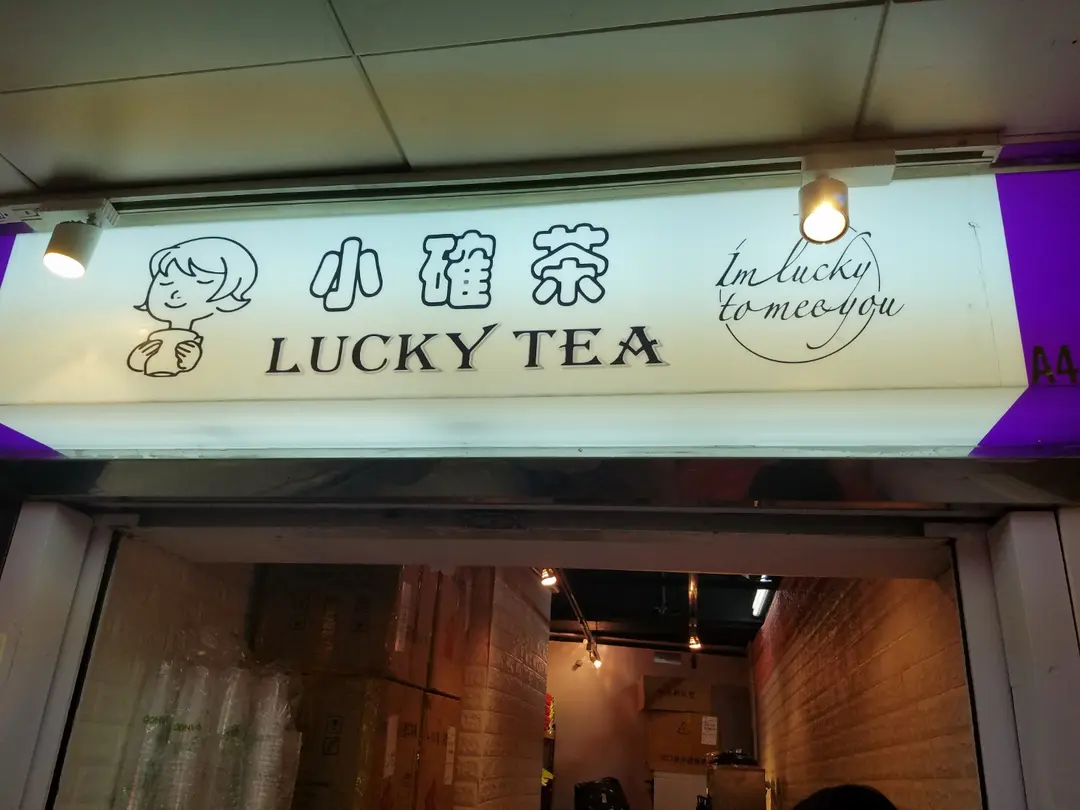 小確茶
LUCKY TEA
Im lucky
to meeyou
A4